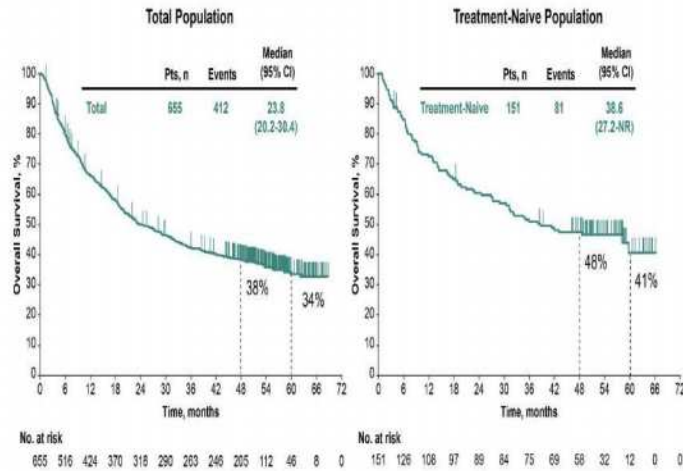 Total Population
Pts, n Events Median (95% CI)
Total 655 412 23.8 (20.2-30.4)
Overall Survival, %
100
90
80
70
60
50
40
30
20
10
0
38%
34%
0 6 12 18 24 30 36 42 48 54 60 66 72
Time, months
No. at risk
655 516 424 370 318 290 263 246 205 112 46 8 0
Treatment-Naive Population
Pts, n Events Median (95% CI)
Treatment-Naive 151 81 38.6 (27.2-NR)
Overall Survival, %
100
90
80
70
60
50
40
30
20
10
0
48%
41%
0 6 12 18 24 30 36 42 48 54 60 66 72
Time, months
No. at risk
151 126 108 97 89 84 75 69 58 32 12 0 0